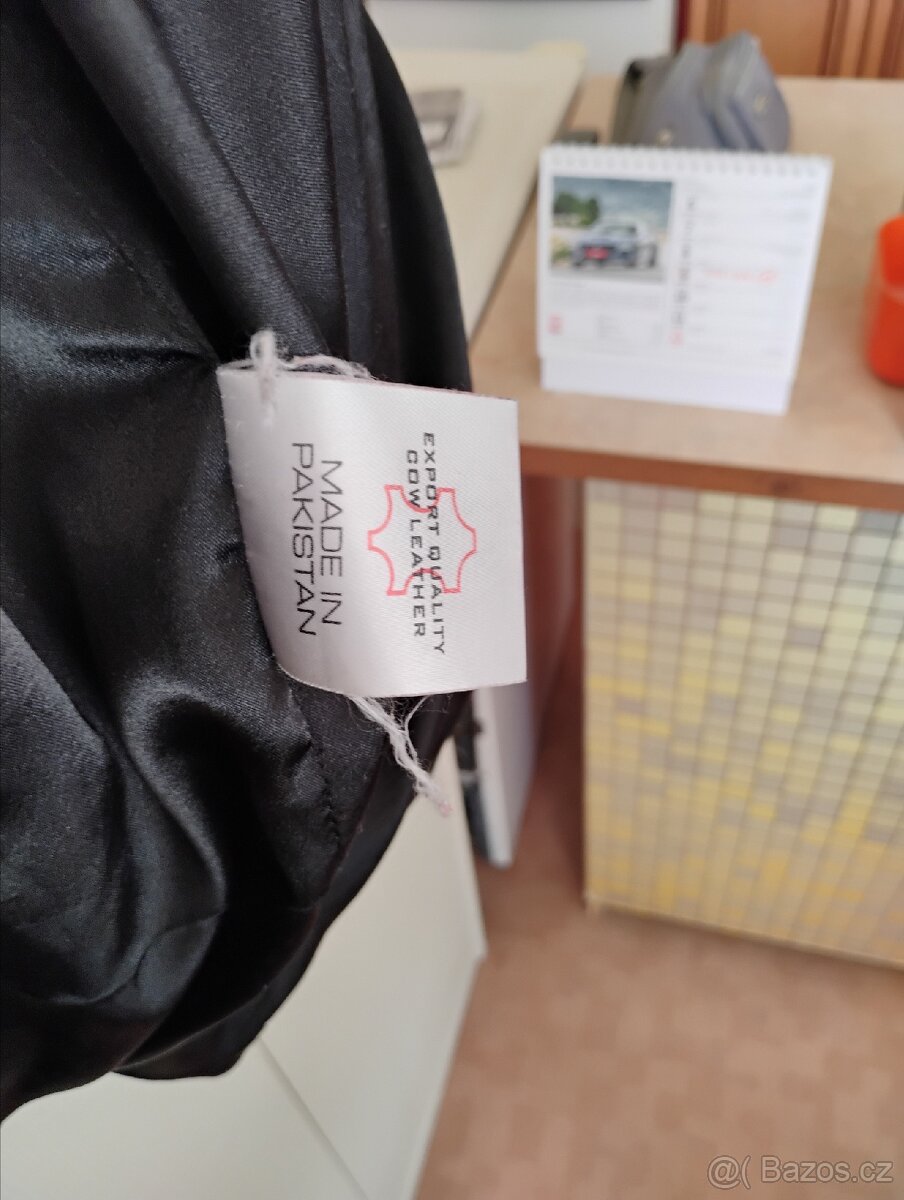 EXPORT QUALITY
COW LEATHER
MADE IN
PAKISTAN
@( Bazos.cz